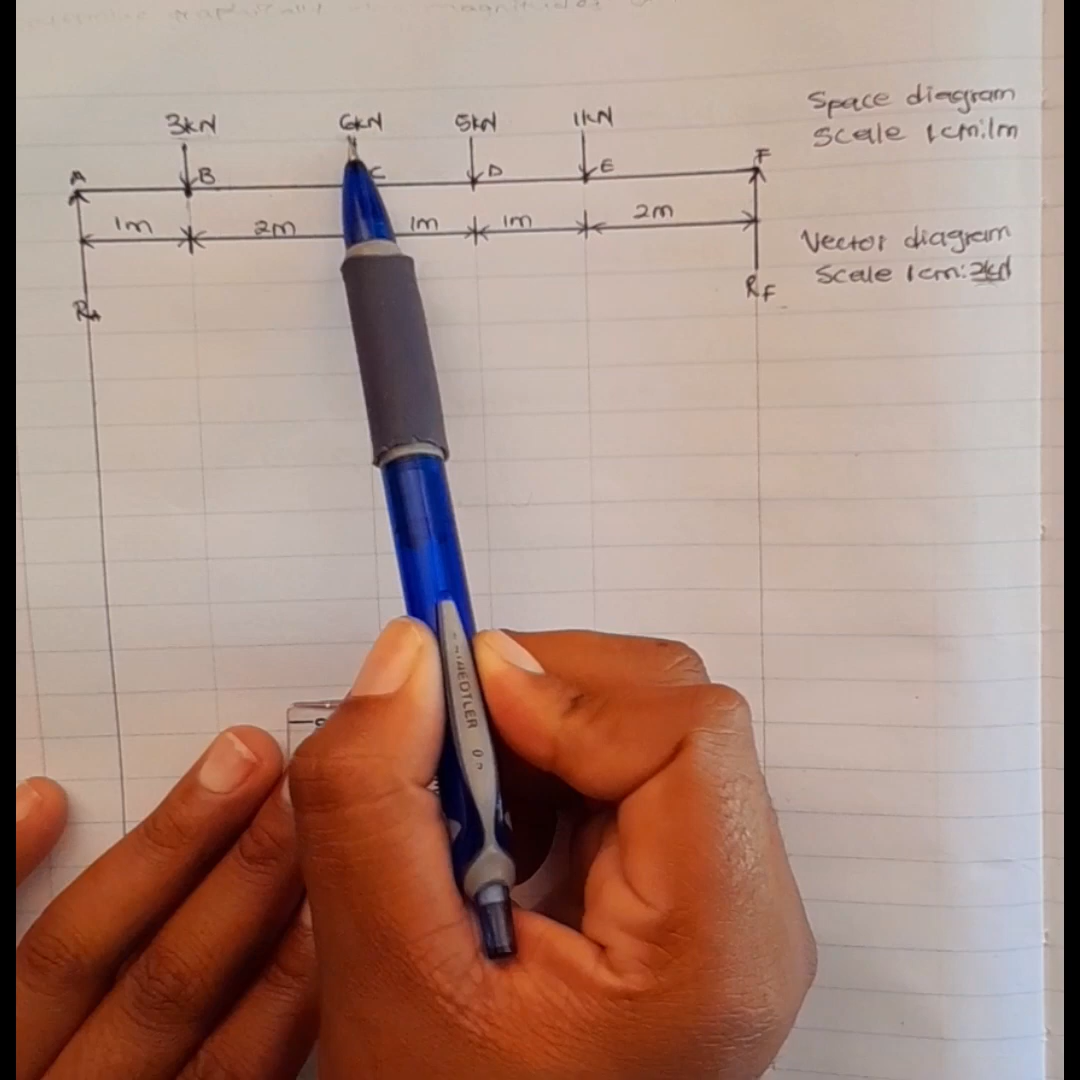 3kN 6kN 5kN 1kN
Space diagram
Scale 1cm:1m
A B C D E F
1m 2m 1m 1m 2m
Vector diagram
Scale 1cm:2kN
RA RF